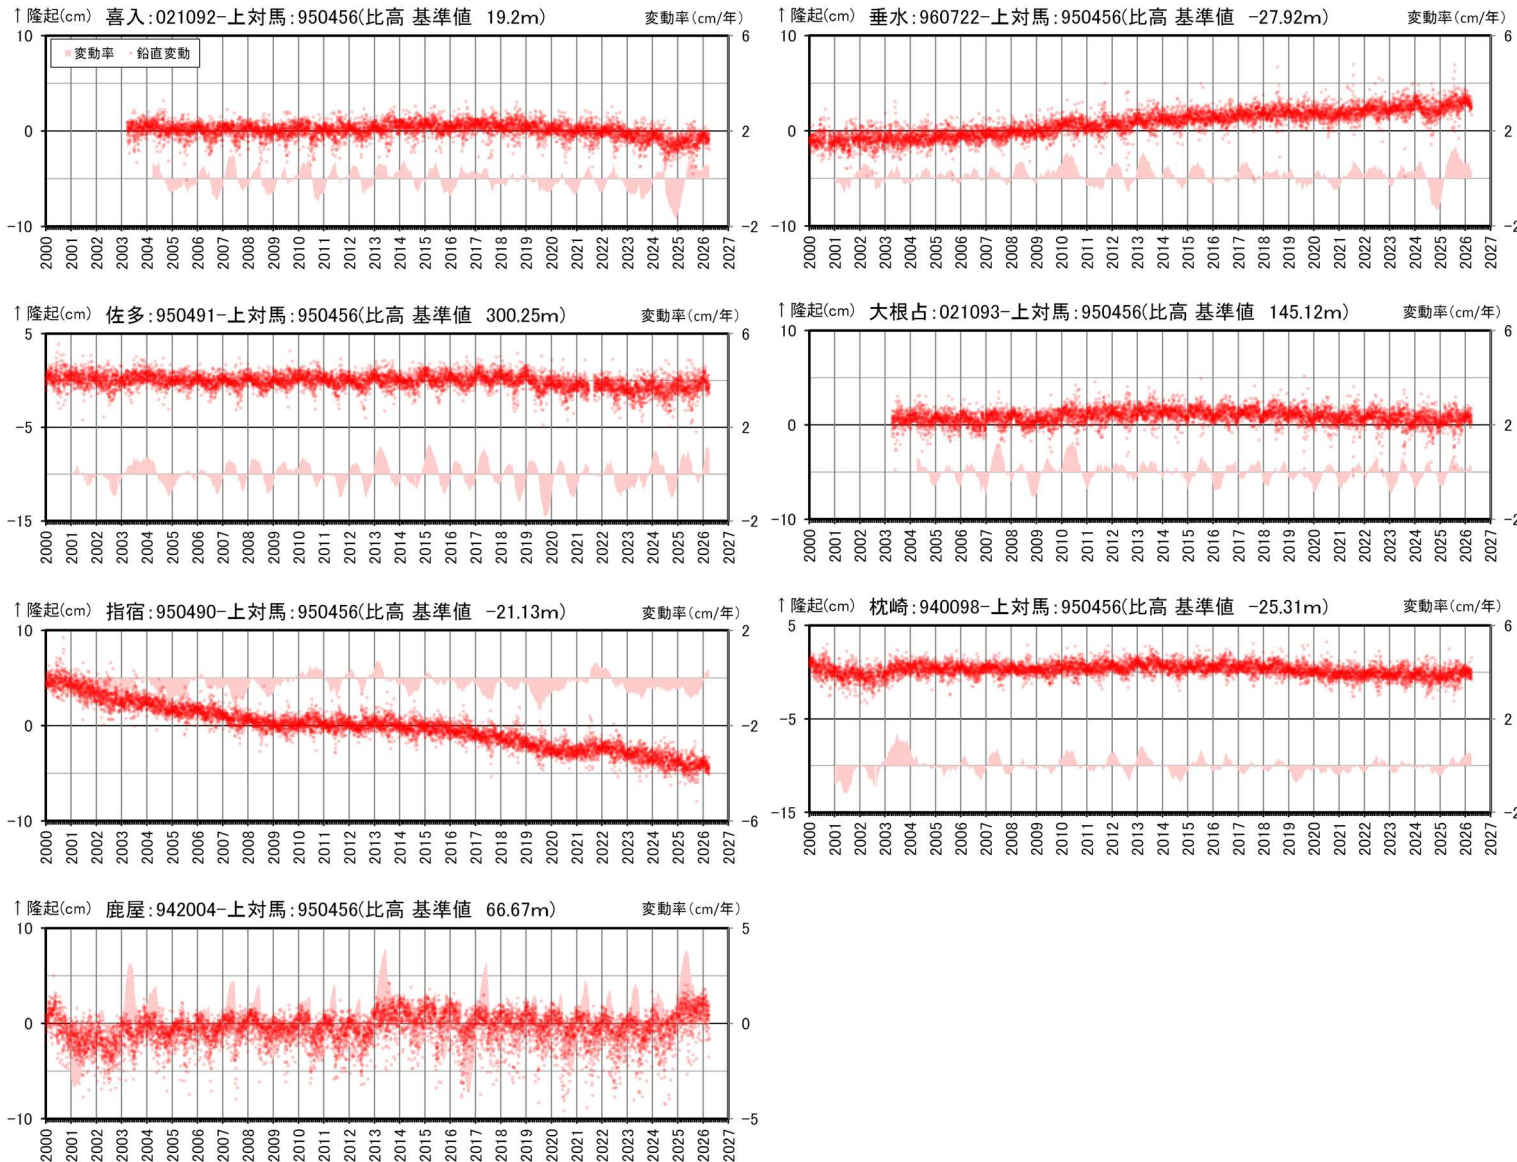 ↑隆起(cm) 喜入:021092-上対馬:950456(比高 基準値 19.2m) 変動率(cm/年)
10
0
-10
6
2
-2
■変動率 ・鉛直変動
2000 2001 2002 2003 2004 2005 2006 2007 2008 2009 2010 2011 2012 2013 2014 2015 2016 2017 2018 2019 2020 2021 2022 2023 2024 2025 2026 2027
↑隆起(cm) 垂水:960722-上対馬:950456(比高 基準値 -27.92m) 変動率(cm/年)
10
0
-10
6
2
-2
2000 2001 2002 2003 2004 2005 2006 2007 2008 2009 2010 2011 2012 2013 2014 2015 2016 2017 2018 2019 2020 2021 2022 2023 2024 2025 2026 2027
↑隆起(cm) 佐多:950491-上対馬:950456(比高 基準値 300.25m) 変動率(cm/年)
5
-5
-15
6
2
-2
2000 2001 2002 2003 2004 2005 2006 2007 2008 2009 2010 2011 2012 2013 2014 2015 2016 2017 2018 2019 2020 2021 2022 2023 2024 2025 2026 2027
↑隆起(cm) 大根占:021093-上対馬:950456(比高 基準値 145.12m) 変動率(cm/年)
10
0
-10
6
2
-2
2000 2001 2002 2003 2004 2005 2006 2007 2008 2009 2010 2011 2012 2013 2014 2015 2016 2017 2018 2019 2020 2021 2022 2023 2024 2025 2026 2027
↑隆起(cm) 指宿:950490-上対馬:950456(比高 基準値 -21.13m) 変動率(cm/年)
10
0
-10
2
-2
-6
2000 2001 2002 2003 2004 2005 2006 2007 2008 2009 2010 2011 2012 2013 2014 2015 2016 2017 2018 2019 2020 2021 2022 2023 2024 2025 2026 2027
↑隆起(cm) 枕崎:940098-上対馬:950456(比高 基準値 -25.31m) 変動率(cm/年)
5
-5
-15
6
2
-2
2000 2001 2002 2003 2004 2005 2006 2007 2008 2009 2010 2011 2012 2013 2014 2015 2016 2017 2018 2019 2020 2021 2022 2023 2024 2025 2026 2027
↑隆起(cm) 鹿屋:942004-上対馬:950456(比高 基準値 66.67m) 変動率(cm/年)
10
0
-10
5
0
-5
2000 2001 2002 2003 2004 2005 2006 2007 2008 2009 2010 2011 2012 2013 2014 2015 2016 2017 2018 2019 2020 2021 2022 2023 2024 2025 2026 2027